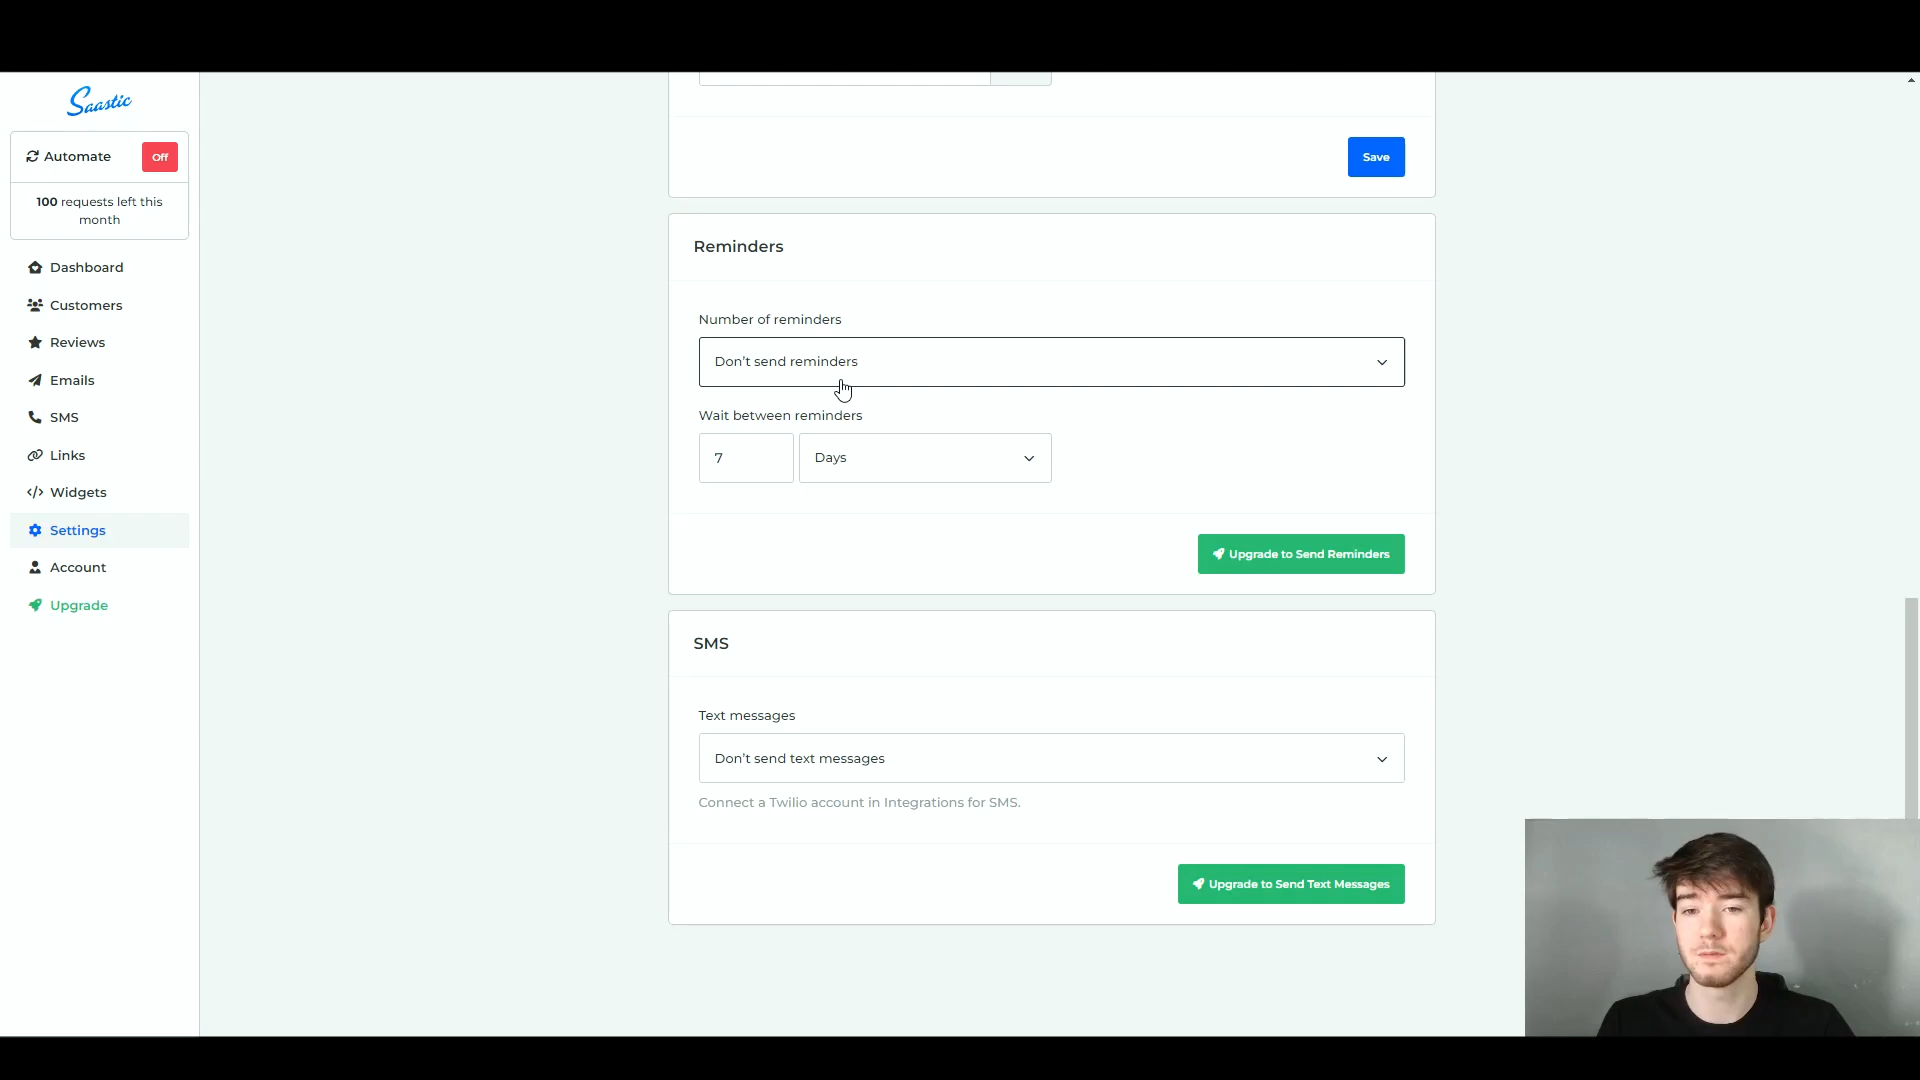 Saastic
Automate
Off
100 requests left this
month
Dashboard
Customers
Reviews
Emails
SMS
Links
Widgets
Settings
Account
Upgrade
Save
Reminders
Number of reminders
Don't send reminders
Wait between reminders
7
Days
Upgrade to Send Reminders
SMS
Text messages
Don't send text messages
Connect a Twilio account in Integrations for SMS.
Upgrade to Send Text Messages